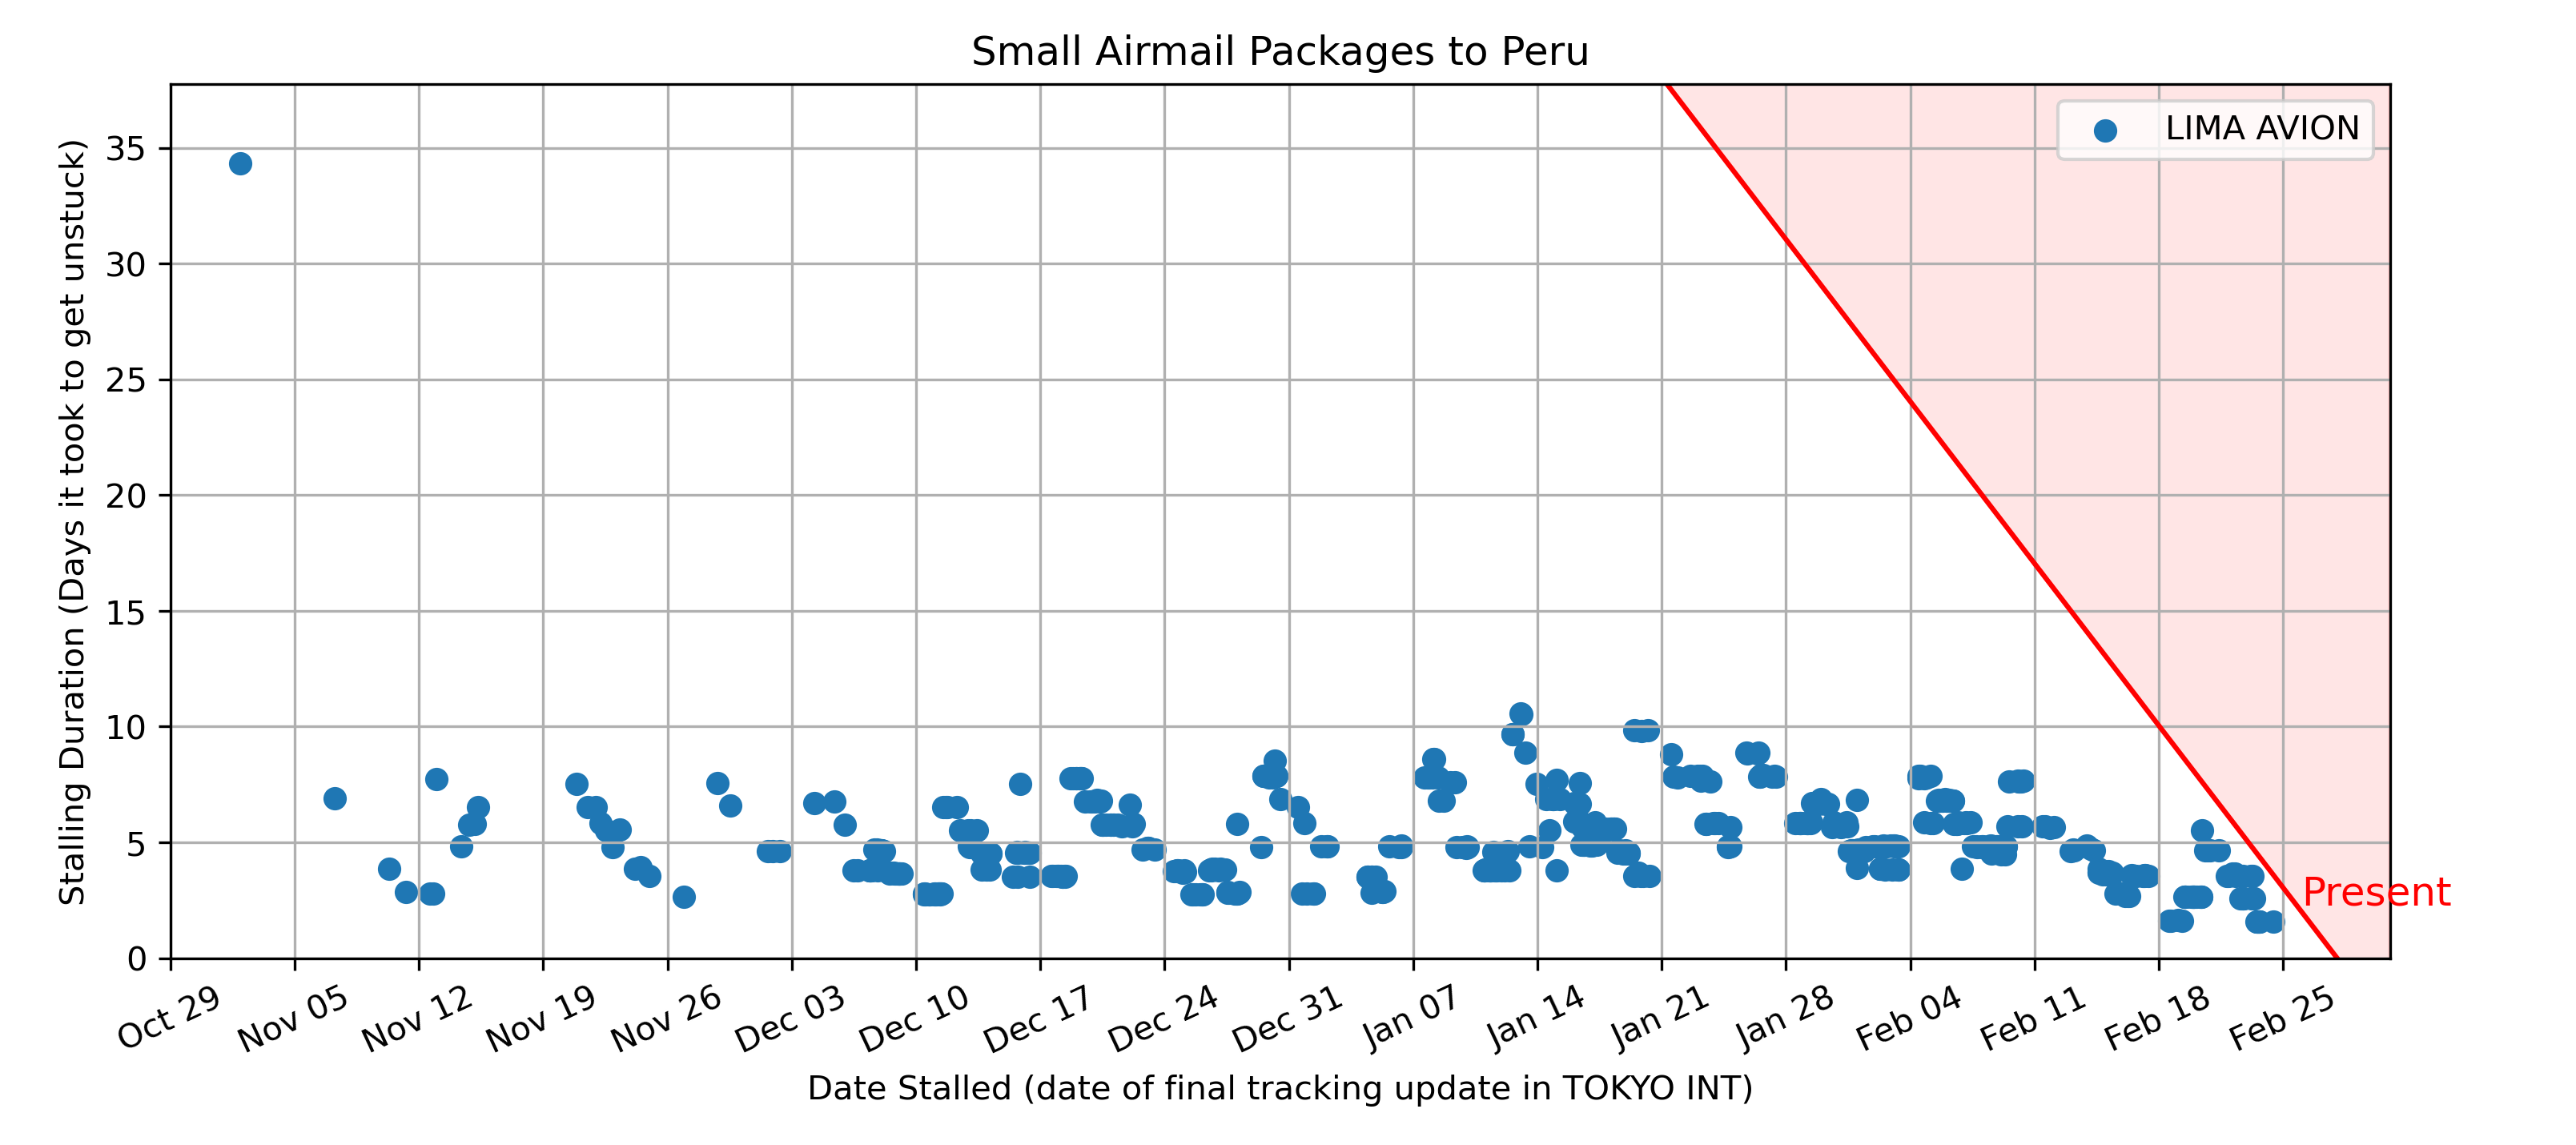 Small Airmail Packages to Peru
LIMA AVION
Stalling Duration (Days it took to get unstuck)
35
30
25
20
15
10
5
0
Present
Oct 29
Nov 05
Nov 12
Nov 19
Nov 26
Dec 03
Dec 10
Dec 17
Dec 24
Dec 31
Jan 07
Jan 14
Jan 21
Jan 28
Feb 04
Feb 11
Feb 18
Feb 25
Date Stalled (date of final tracking update in TOKYO INT)